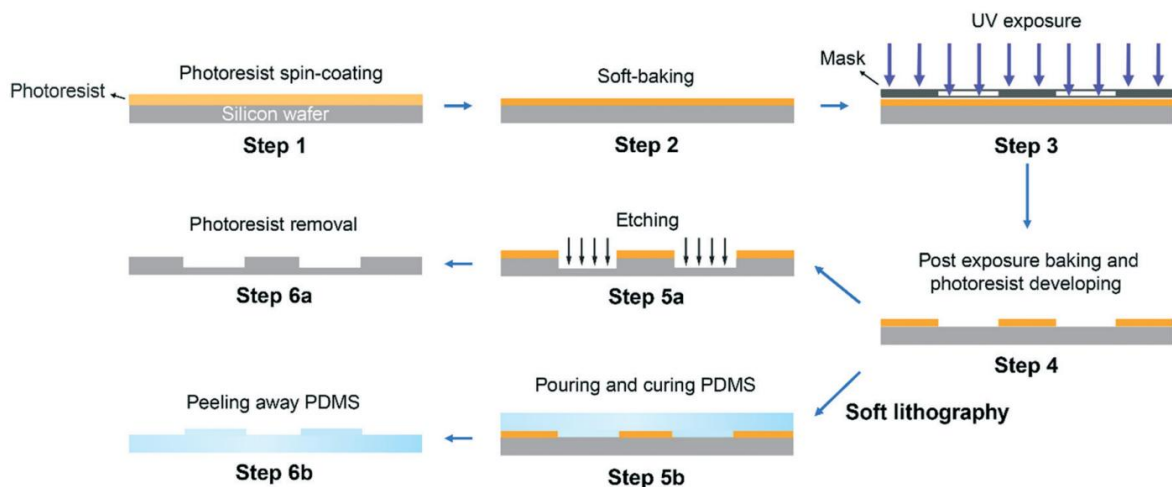 Photoresist spin-coating
Photoresist
Silicon wafer
Step 1
Soft-baking
Step 2
UV exposure
Mask
Step 3
Photoresist removal
Step 6a
Etching
Step 5a
Post exposure baking and
photoresist developing
Step 4
Peeling away PDMS
Step 6b
Pouring and curing PDMS
Step 5b
Soft lithography